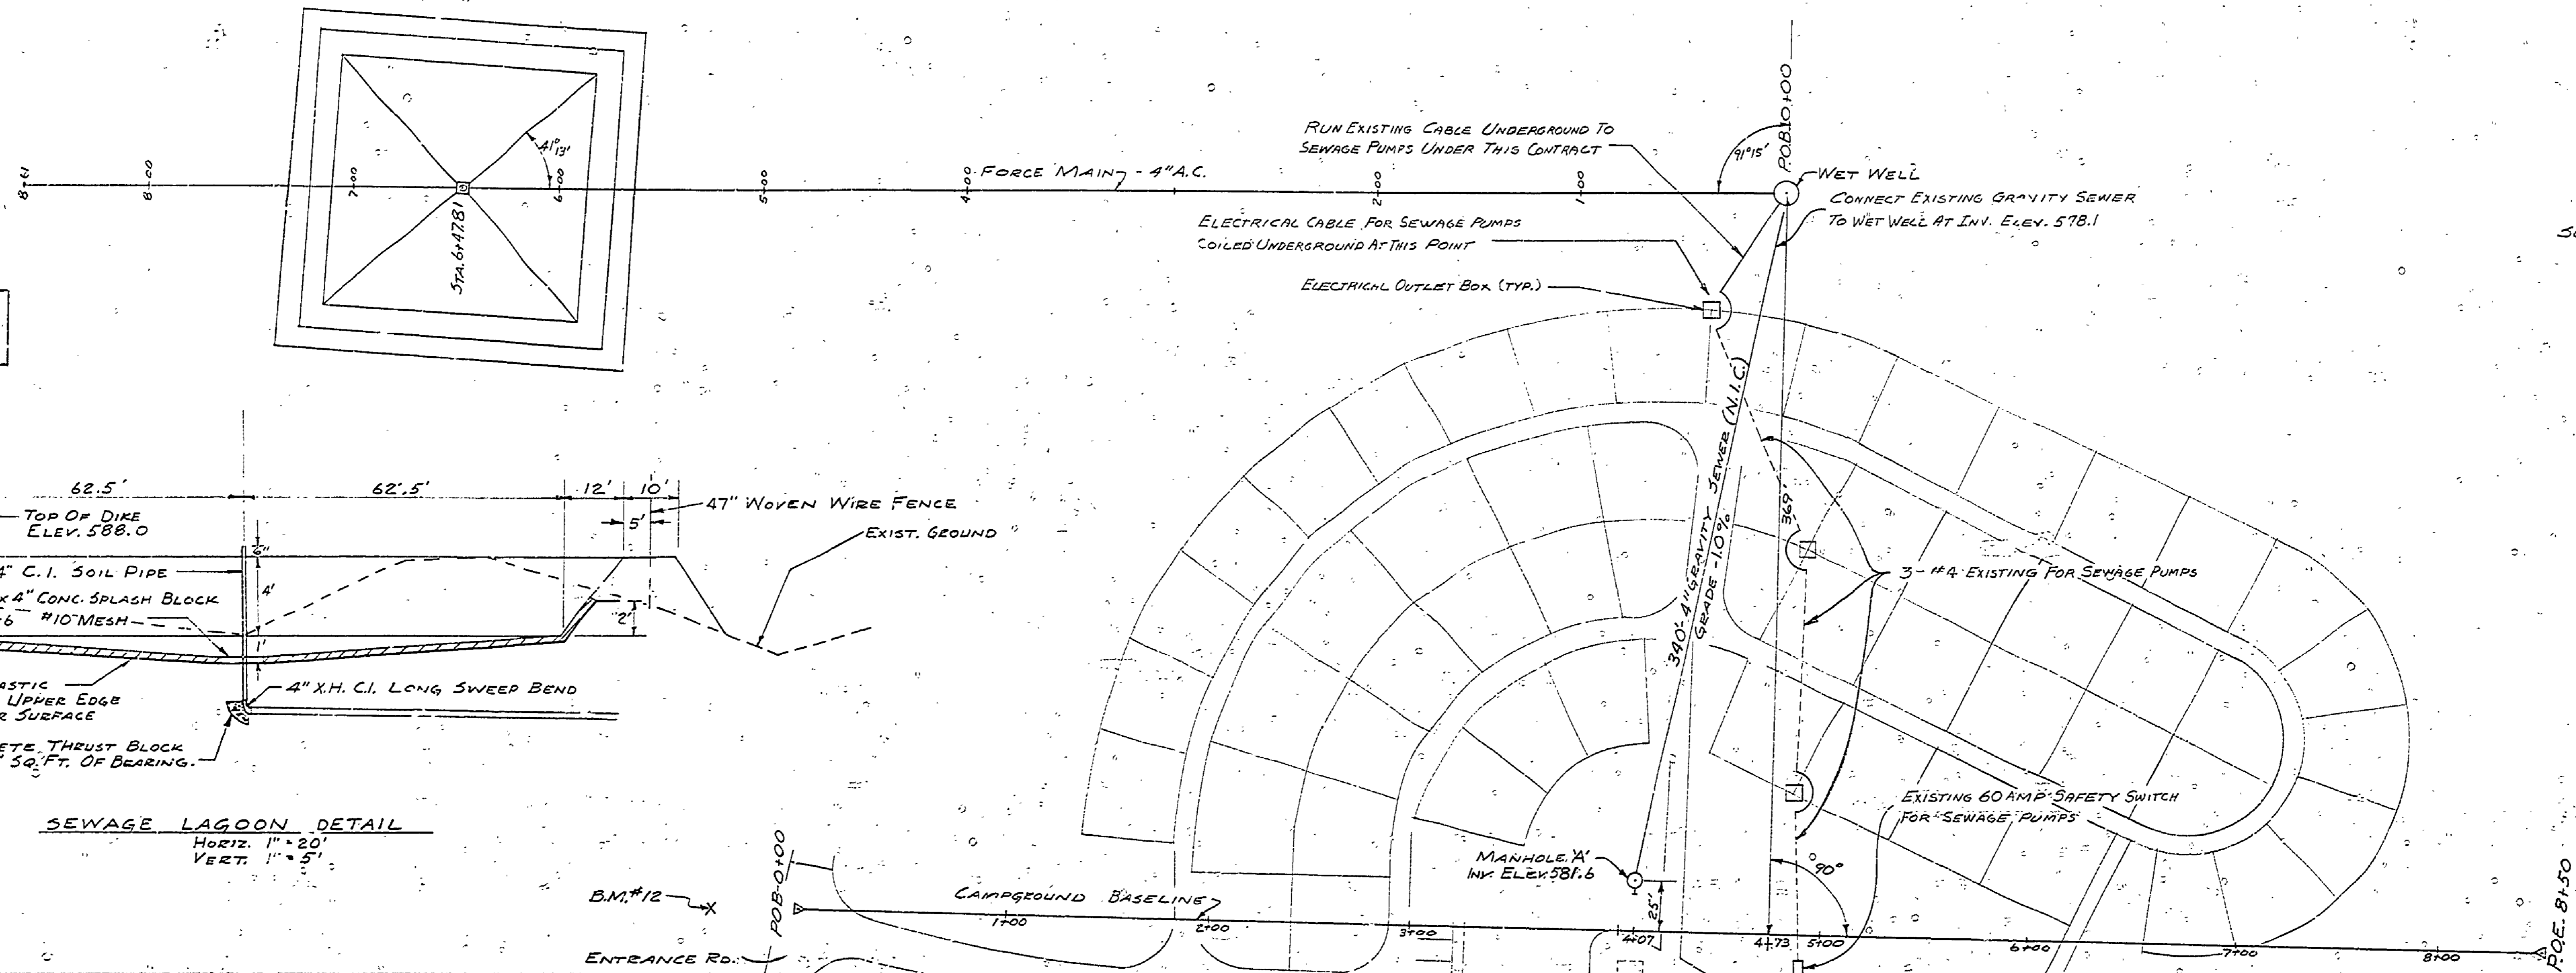 8+61
8+00
7+00
6+00
5+00
4+00
2+00
1+00
41°13'
STA. 6+47.81
FORCE MAIN - 4" A.C.
P.O.B. 0+00
91°15'
RUN EXISTING CABLE UNDERGROUND TO
SEWAGE PUMPS UNDER THIS CONTRACT
WET WELL
CONNECT EXISTING GRAVITY SEWER
TO WET WELL AT INV. ELEV. 578.1
ELECTRICAL CABLE FOR SEWAGE PUMPS
COILED UNDERGROUND AT THIS POINT
ELECTRICAL OUTLET BOX (TYP.)
340'-4" GRAVITY SEWER (N.I.C.)
GRADE - 1.0%
369'
3-#4 EXISTING FOR SEWAGE PUMPS
EXISTING 60 AMP SAFETY SWITCH
FOR SEWAGE PUMPS
90°
MANHOLE 'A'
INV. ELEV. 581.6
25'
62.5'
62.5'
12'
10'
5'
47" WOVEN WIRE FENCE
EXIST. GROUND
TOP OF DIKE
ELEV. 588.0
6"
4" C.I. SOIL PIPE
4'
x 4" CONC. SPLASH BLOCK
6 #10 MESH
1'
2'
ASTIC
UPPER EDGE
R SURFACE
4" X.H. C.I. LONG SWEEP BEND
ETE THRUST BLOCK
SQ. FT. OF BEARING.
SEWAGE LAGOON DETAIL
HORIZ. 1" = 20'
VERT. 1" = 5'
B.M. #12
POB-0+00
CAMPGROUND BASELINE
ENTRANCE RD.
1+00
2+00
3+00
4+07
4+73
5+00
6+00
7+00
8+00
P.O.E. 8+50